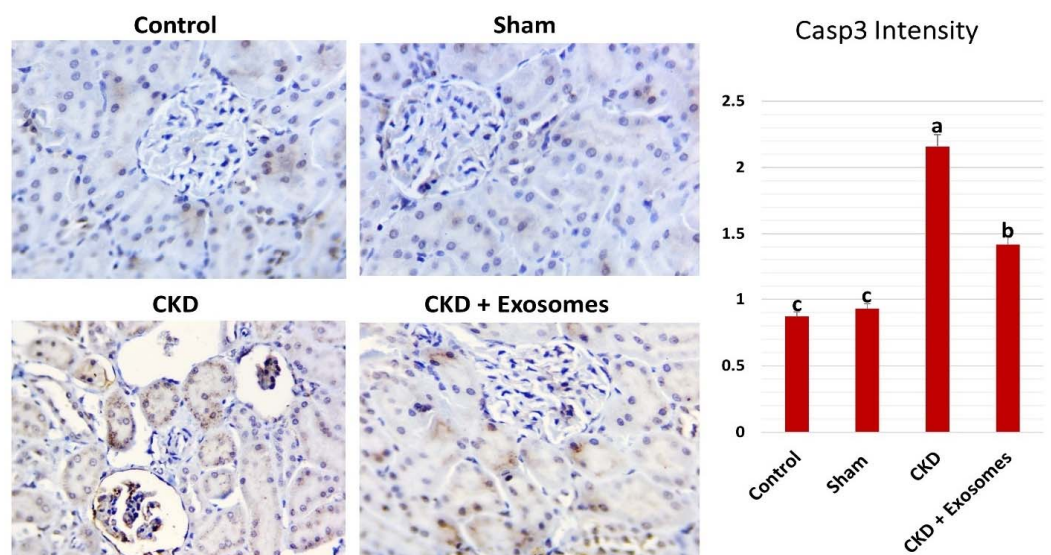 Control
Sham
CKD
CKD + Exosomes
Casp3 Intensity
2.5
2
1.5
1
0.5
0
c
c
a
b
Control
Sham
CKD
CKD + Exosomes